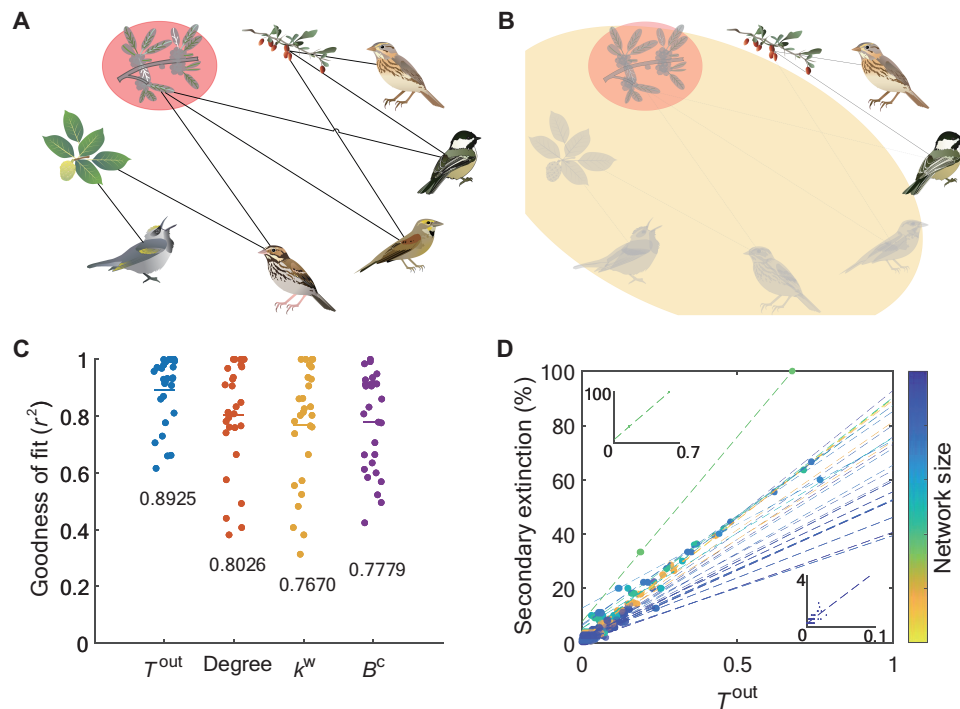 A
B
C
Goodness of fit (r²)
1
0.8
0.6
0.4
0.2
0
0.8925
0.8026
0.7670
0.7779
T^out
Degree
k^w
B^c
D
Secondary extinction (%)
100
80
60
40
20
0
0
0.5
1
T^out
100
0
0.7
4
0
0.1
Network size